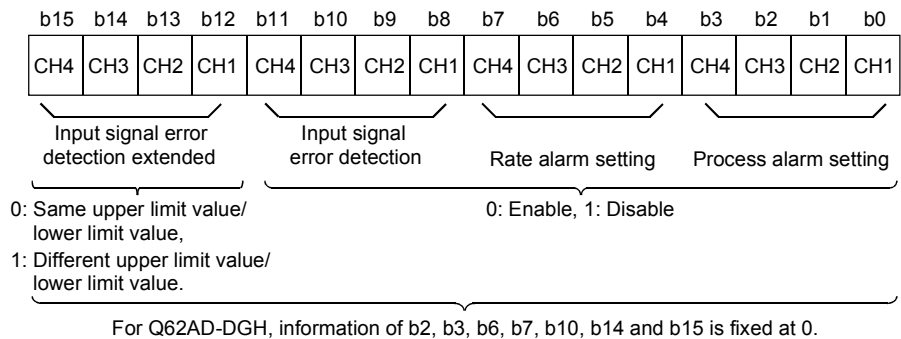 b15 b14 b13 b12 b11 b10 b9 b8 b7 b6 b5 b4 b3 b2 b1 b0
CH4 CH3 CH2 CH1 CH4 CH3 CH2 CH1 CH4 CH3 CH2 CH1 CH4 CH3 CH2 CH1
Input signal error
detection extended
Input signal
error detection
Rate alarm setting
Process alarm setting
0: Same upper limit value/
lower limit value,
1: Different upper limit value/
lower limit value.
0: Enable, 1: Disable
For Q62AD-DGH, information of b2, b3, b6, b7, b10, b14 and b15 is fixed at 0.